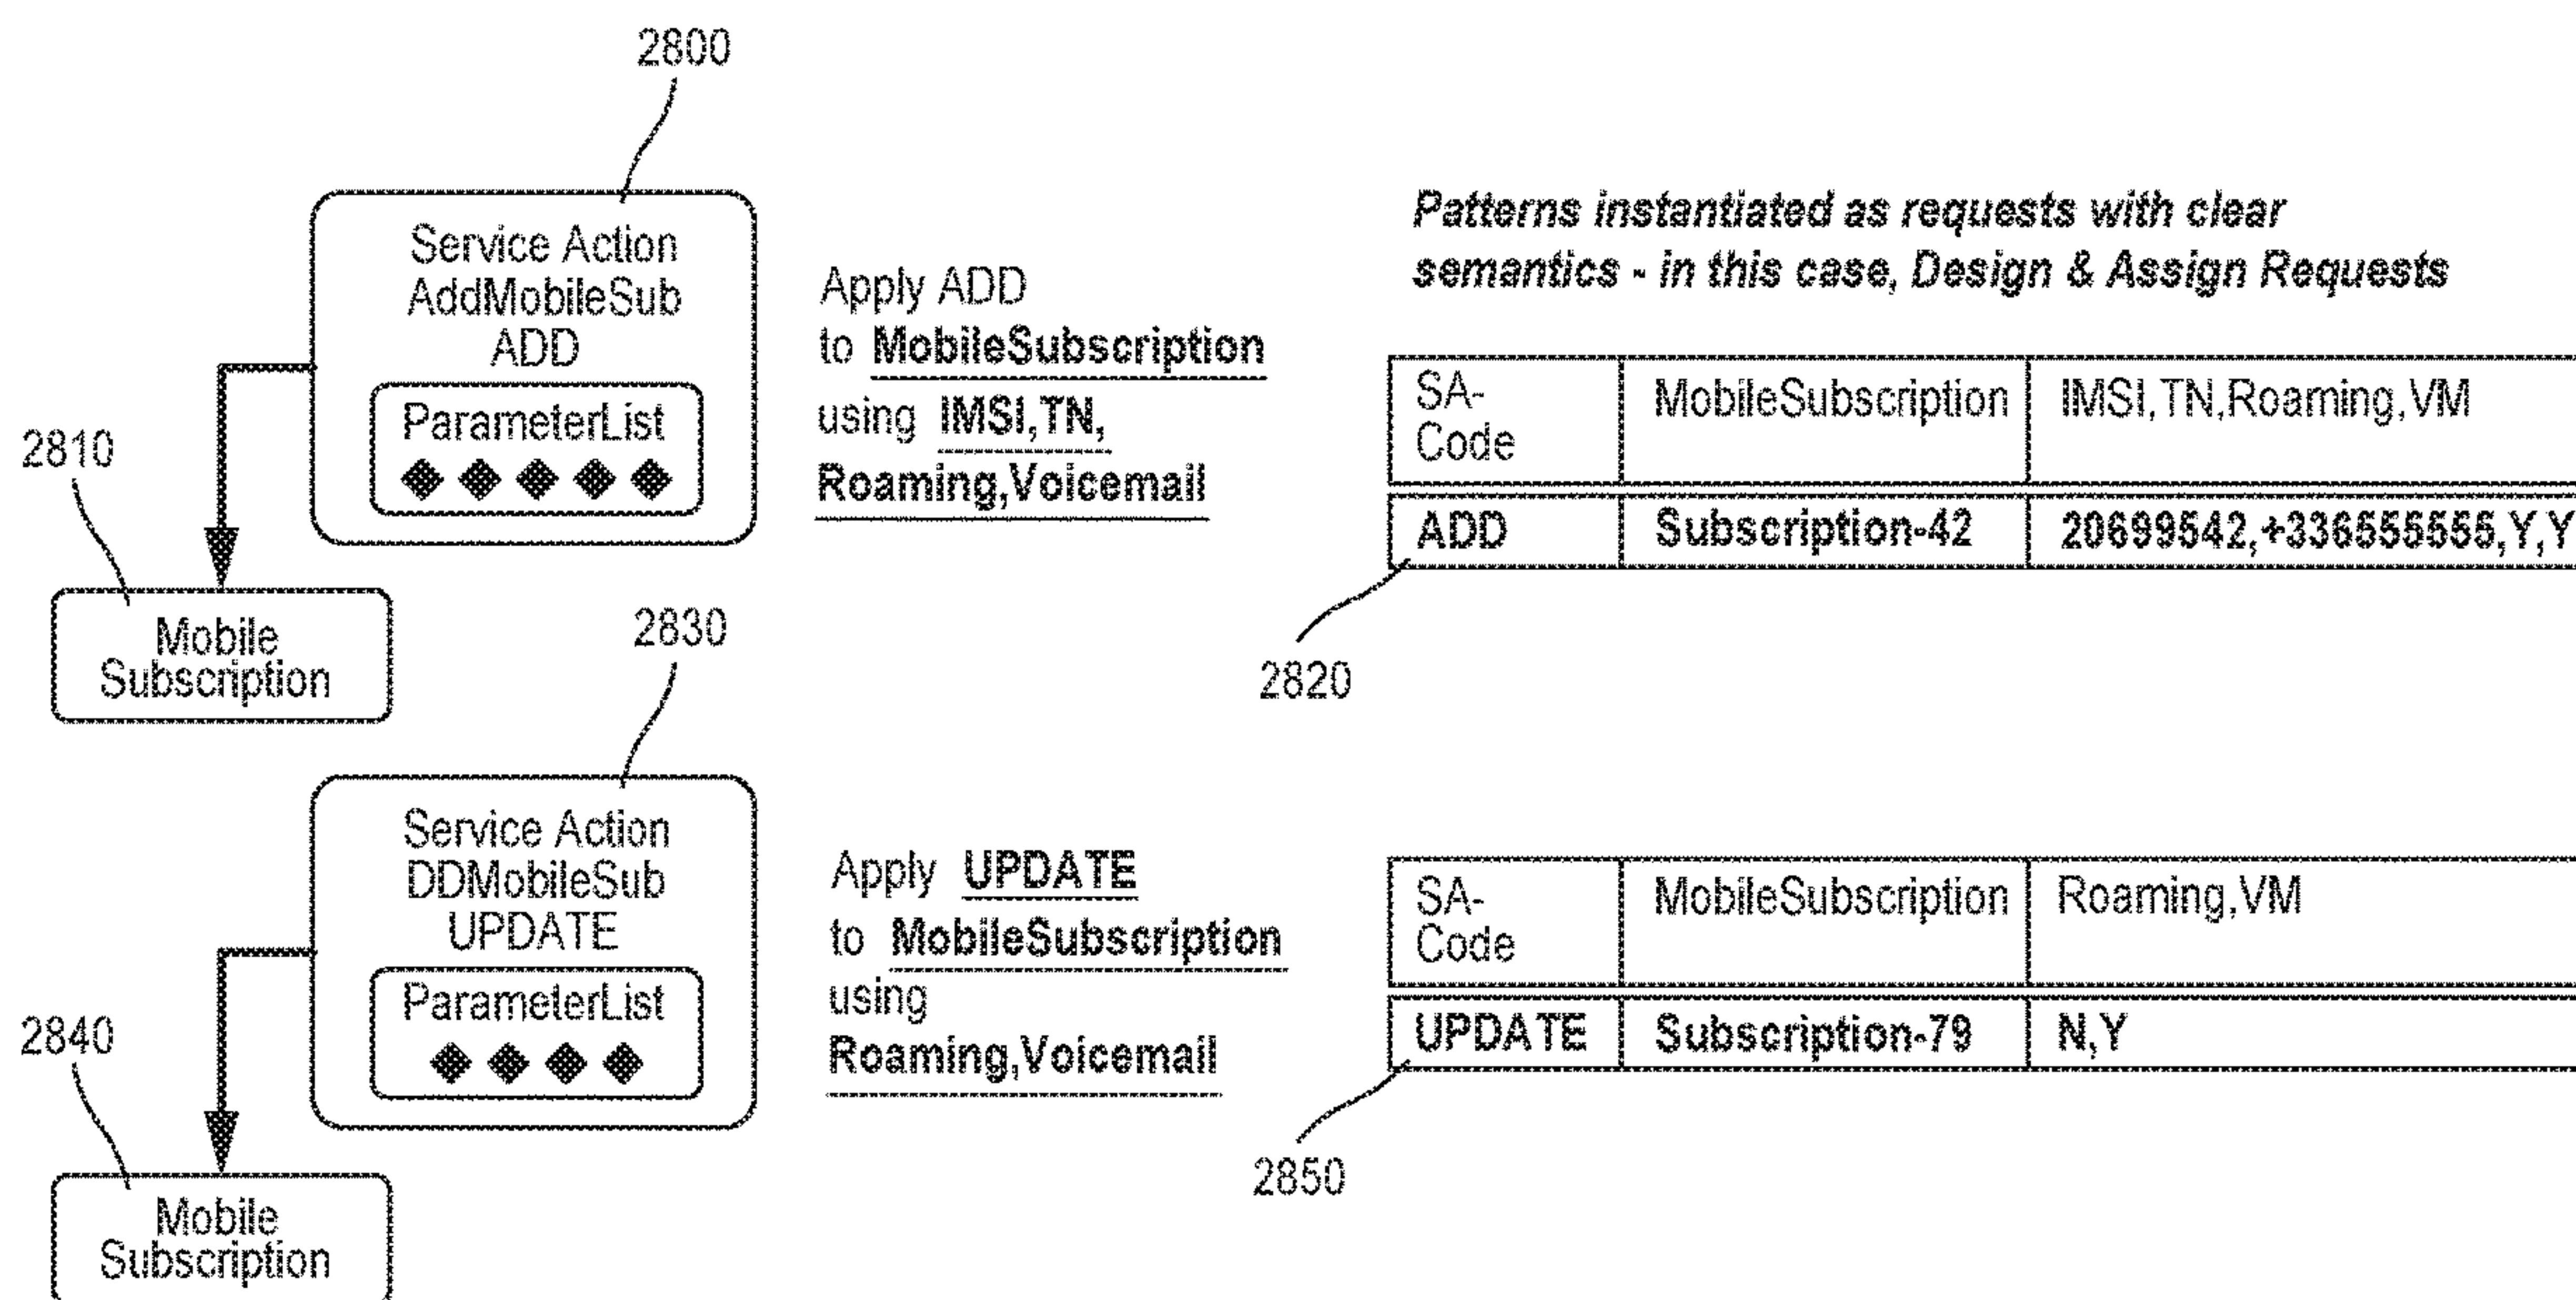 2800
Service Action
AddMobileSub
ADD
ParameterList
2810
Mobile
Subscription
Apply ADD
to MobileSubscription
using IMSI,TN,
Roaming,Voicemail
Patterns instantiated as requests with clear
semantics - in this case, Design & Assign Requests
SA-
Code
MobileSubscription
IMSI,TN,Roaming,VM
ADD
Subscription-42
20699542,+336555555,Y,Y
2820
2830
Service Action
DDMobileSub
UPDATE
ParameterList
2840
Mobile
Subscription
Apply UPDATE
to MobileSubscription
using
Roaming,Voicemail
SA-
Code
MobileSubscription
Roaming,VM
UPDATE
Subscription-79
N,Y
2850